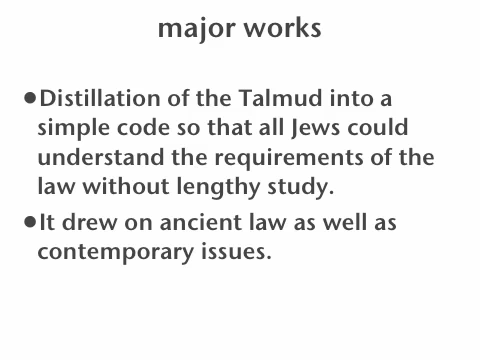 major works
●Distillation of the Talmud into a
simple code so that all Jews could
understand the requirements of the
law without lengthy study.
●It drew on ancient law as well as
contemporary issues.